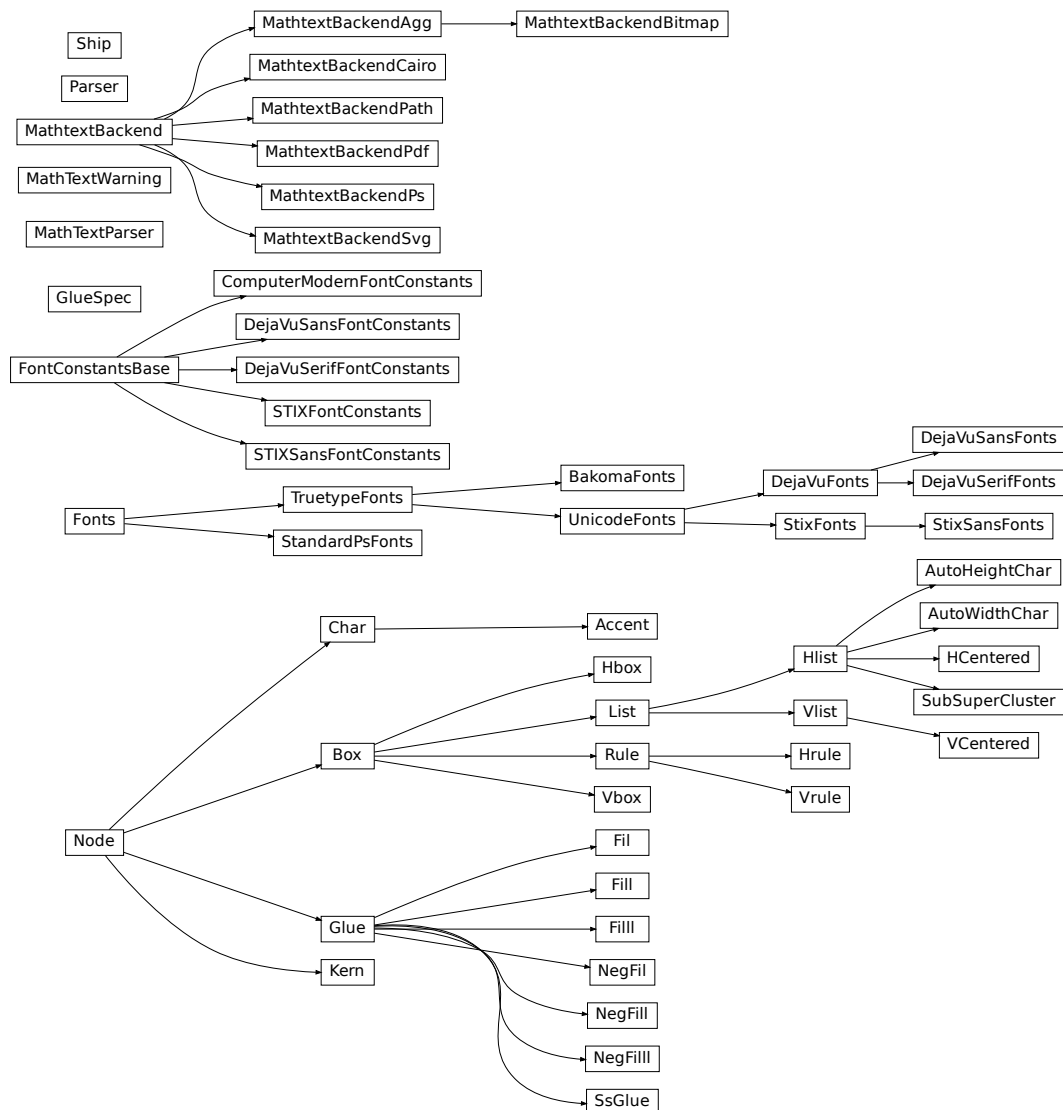 MathtextBackendAgg
MathtextBackendBitmap
Ship
MathtextBackendCairo
Parser
MathtextBackendPath
MathtextBackend
MathtextBackendPdf
MathTextWarning
MathtextBackendPs
MathTextParser
MathtextBackendSvg
ComputerModernFontConstants
GlueSpec
DejaVuSansFontConstants
FontConstantsBase
DejaVuSerifFontConstants
STIXFontConstants
DejaVuSansFonts
STIXSansFontConstants
BakomaFonts
DejaVuFonts
DejaVuSerifFonts
TruetypeFonts
Fonts
UnicodeFonts
StixFonts
StixSansFonts
StandardPsFonts
AutoHeightChar
AutoWidthChar
Char
Accent
Hlist
HCentered
Hbox
SubSuperCluster
List
Vlist
VCentered
Box
Rule
Hrule
Vbox
Vrule
Node
Fil
Fill
Glue
Filll
Kern
NegFil
NegFill
NegFilll
SsGlue